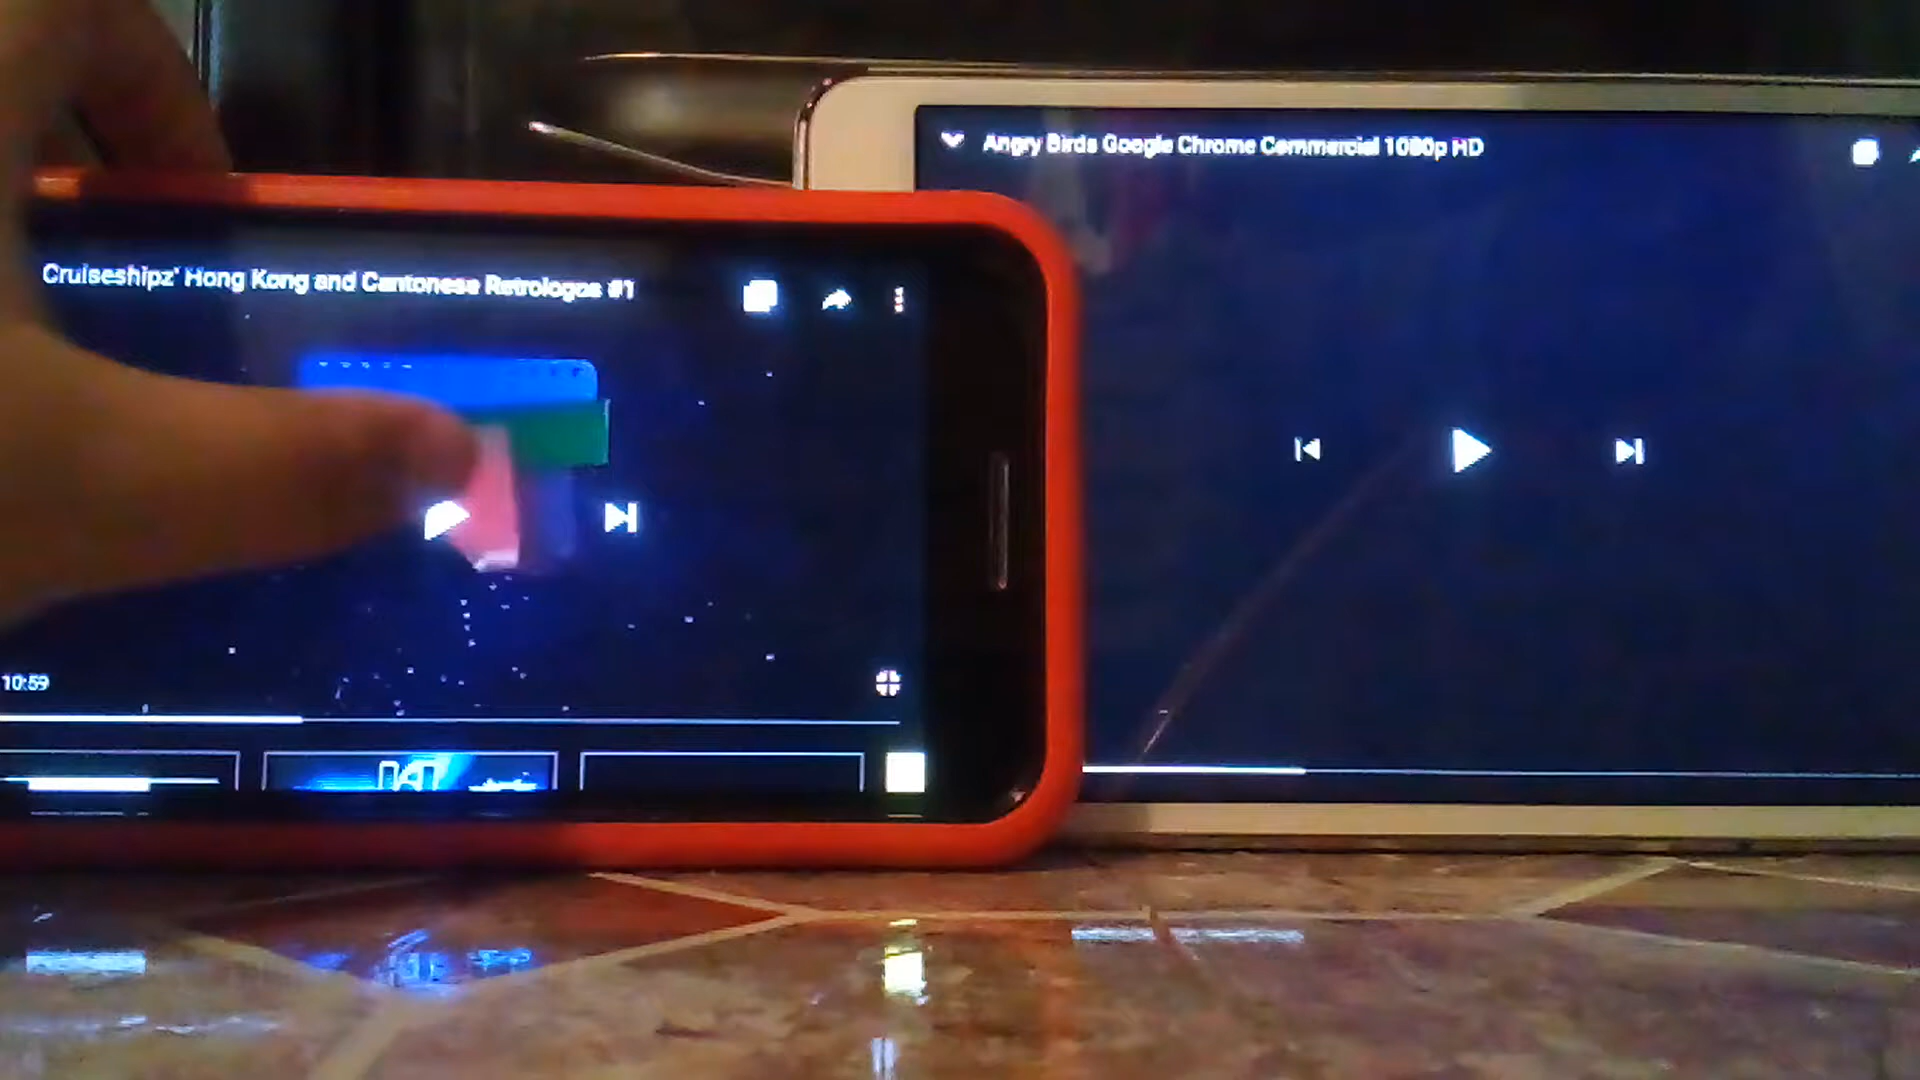 Angry Birds Google Chrome Commercial 1080p HD
Cruiseshipz' Hong Kong and Cantonese Retrologos #1
10:59